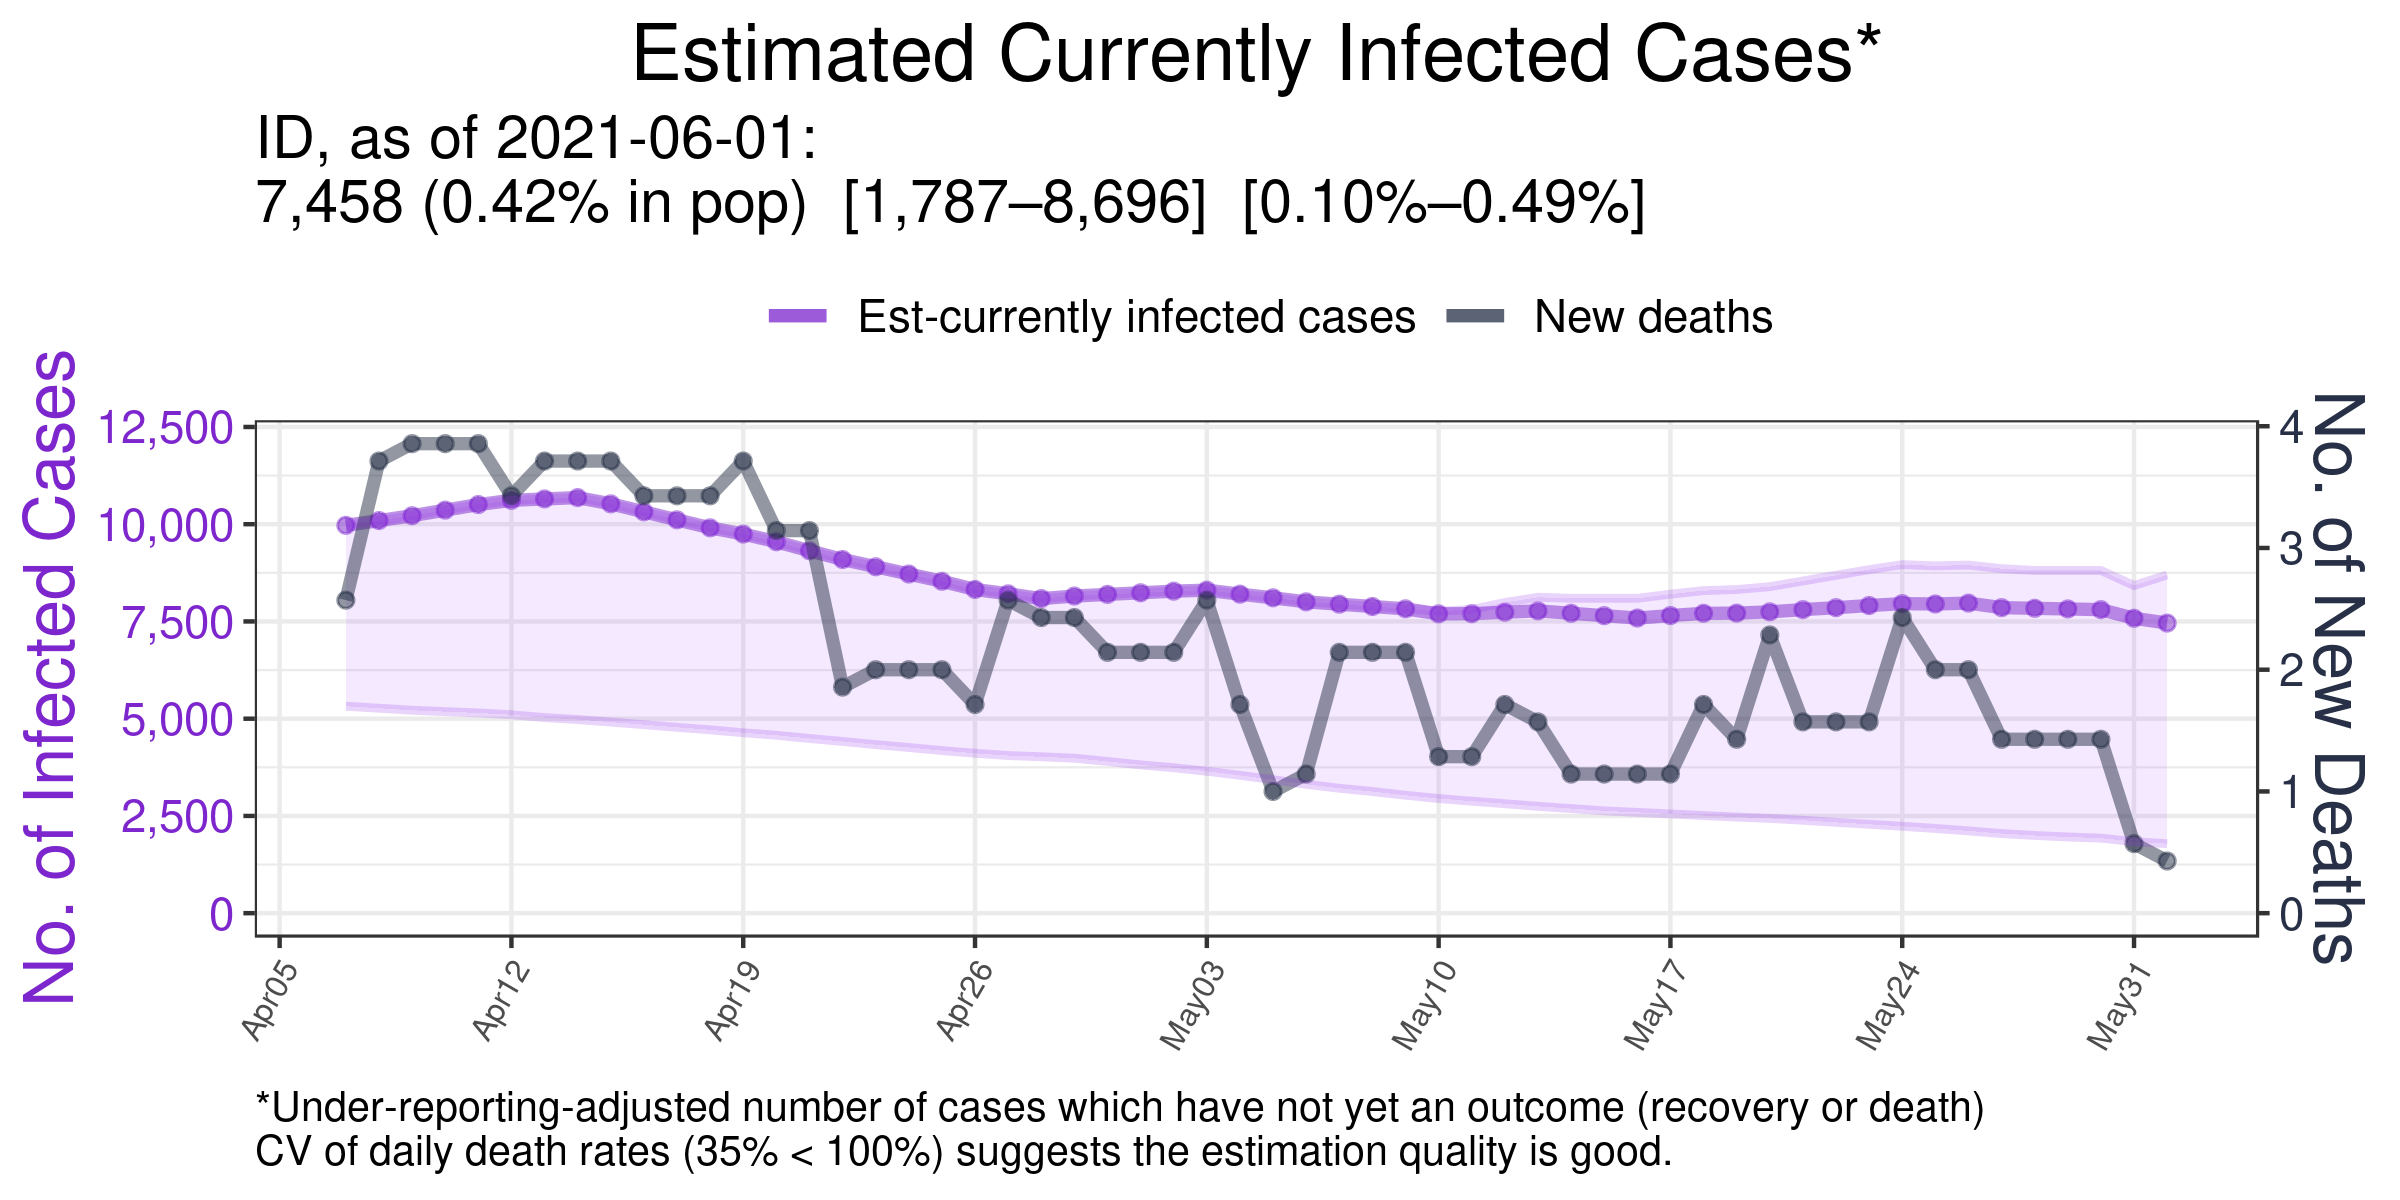 Estimated Currently Infected Cases*
ID, as of 2021-06-01:
7,458 (0.42% in pop)  [1,787–8,696]  [0.10%–0.49%]
Est-currently infected cases
New deaths
No. of Infected Cases
12,500
10,000
7,500
5,000
2,500
0
4
3
2
1
0
No. of New Deaths
Apr05
Apr12
Apr19
Apr26
May03
May10
May17
May24
May31
*Under-reporting-adjusted number of cases which have not yet an outcome (recovery or death)
CV of daily death rates (35% < 100%) suggests the estimation quality is good.